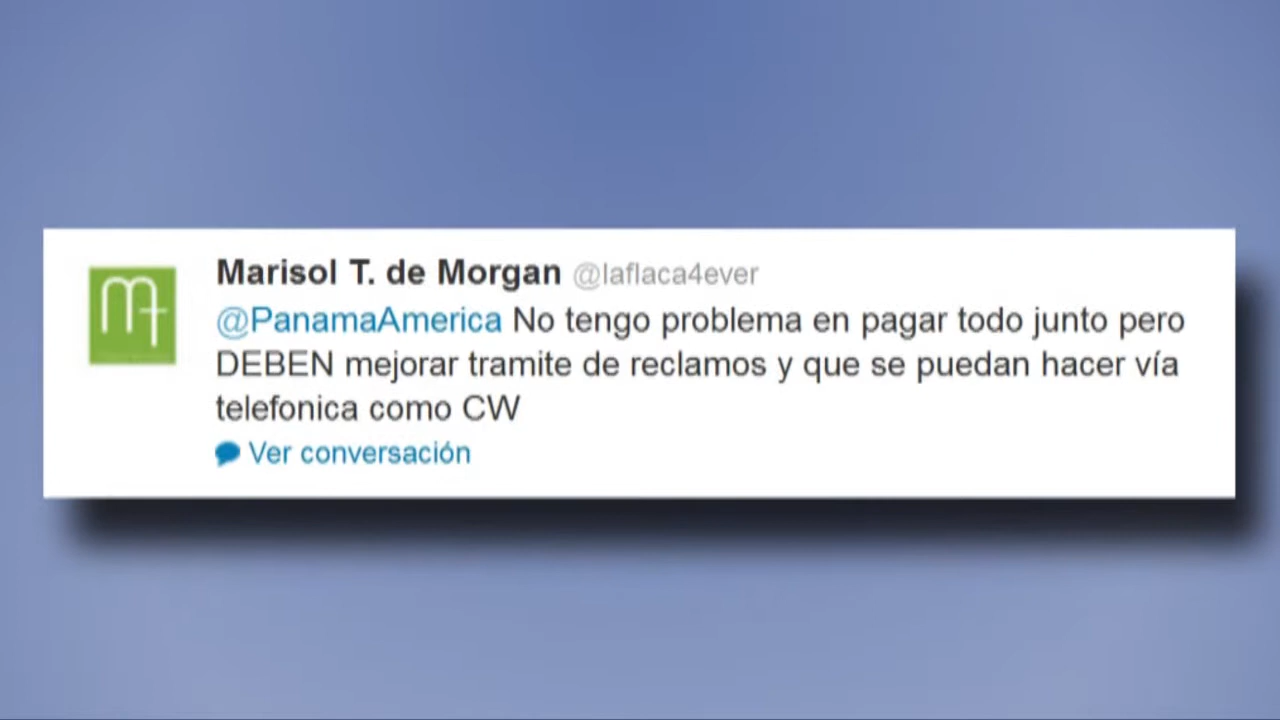 mt
Marisol T. de Morgan @laflaca4ever
@PanamaAmerica No tengo problema en pagar todo junto pero
DEBEN mejorar tramite de reclamos y que se puedan hacer vía
telefonica como CW
Ver conversación